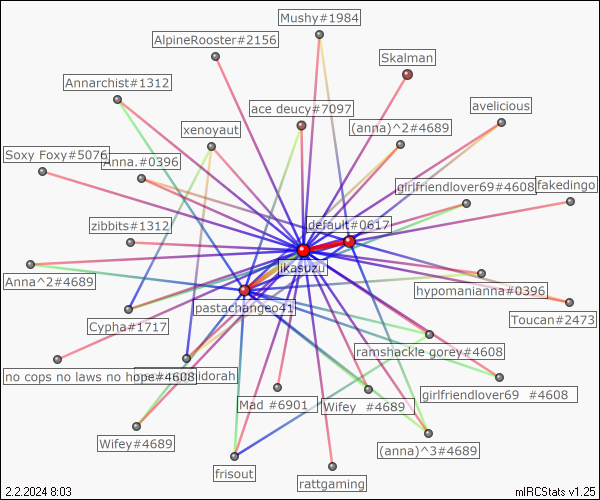 Mushy#1984
AlpineRooster#2156
Skalman
Annarchist#1312
ace deucy#7097
avelicious
xenoyaut
(anna)^2#4689
Soxy Foxy#5076
Anna.#0396
girlfriendlover69#4608
fakedingo
default#0617
zibbits#1312
ikasuzu
Anna^2#4689
hypomanianna#0396
pastachangeo41
Toucan#2473
Cypha#1717
ramshackle gorey#4608
no cops no laws no hope#4608
idorah
girlfriendlover69 #4608
Mad #6901
Wifey #4689
Wifey#4689
(anna)^3#4689
frisout
rattgaming
2.2.2024 8:03
mIRCStats v1.25